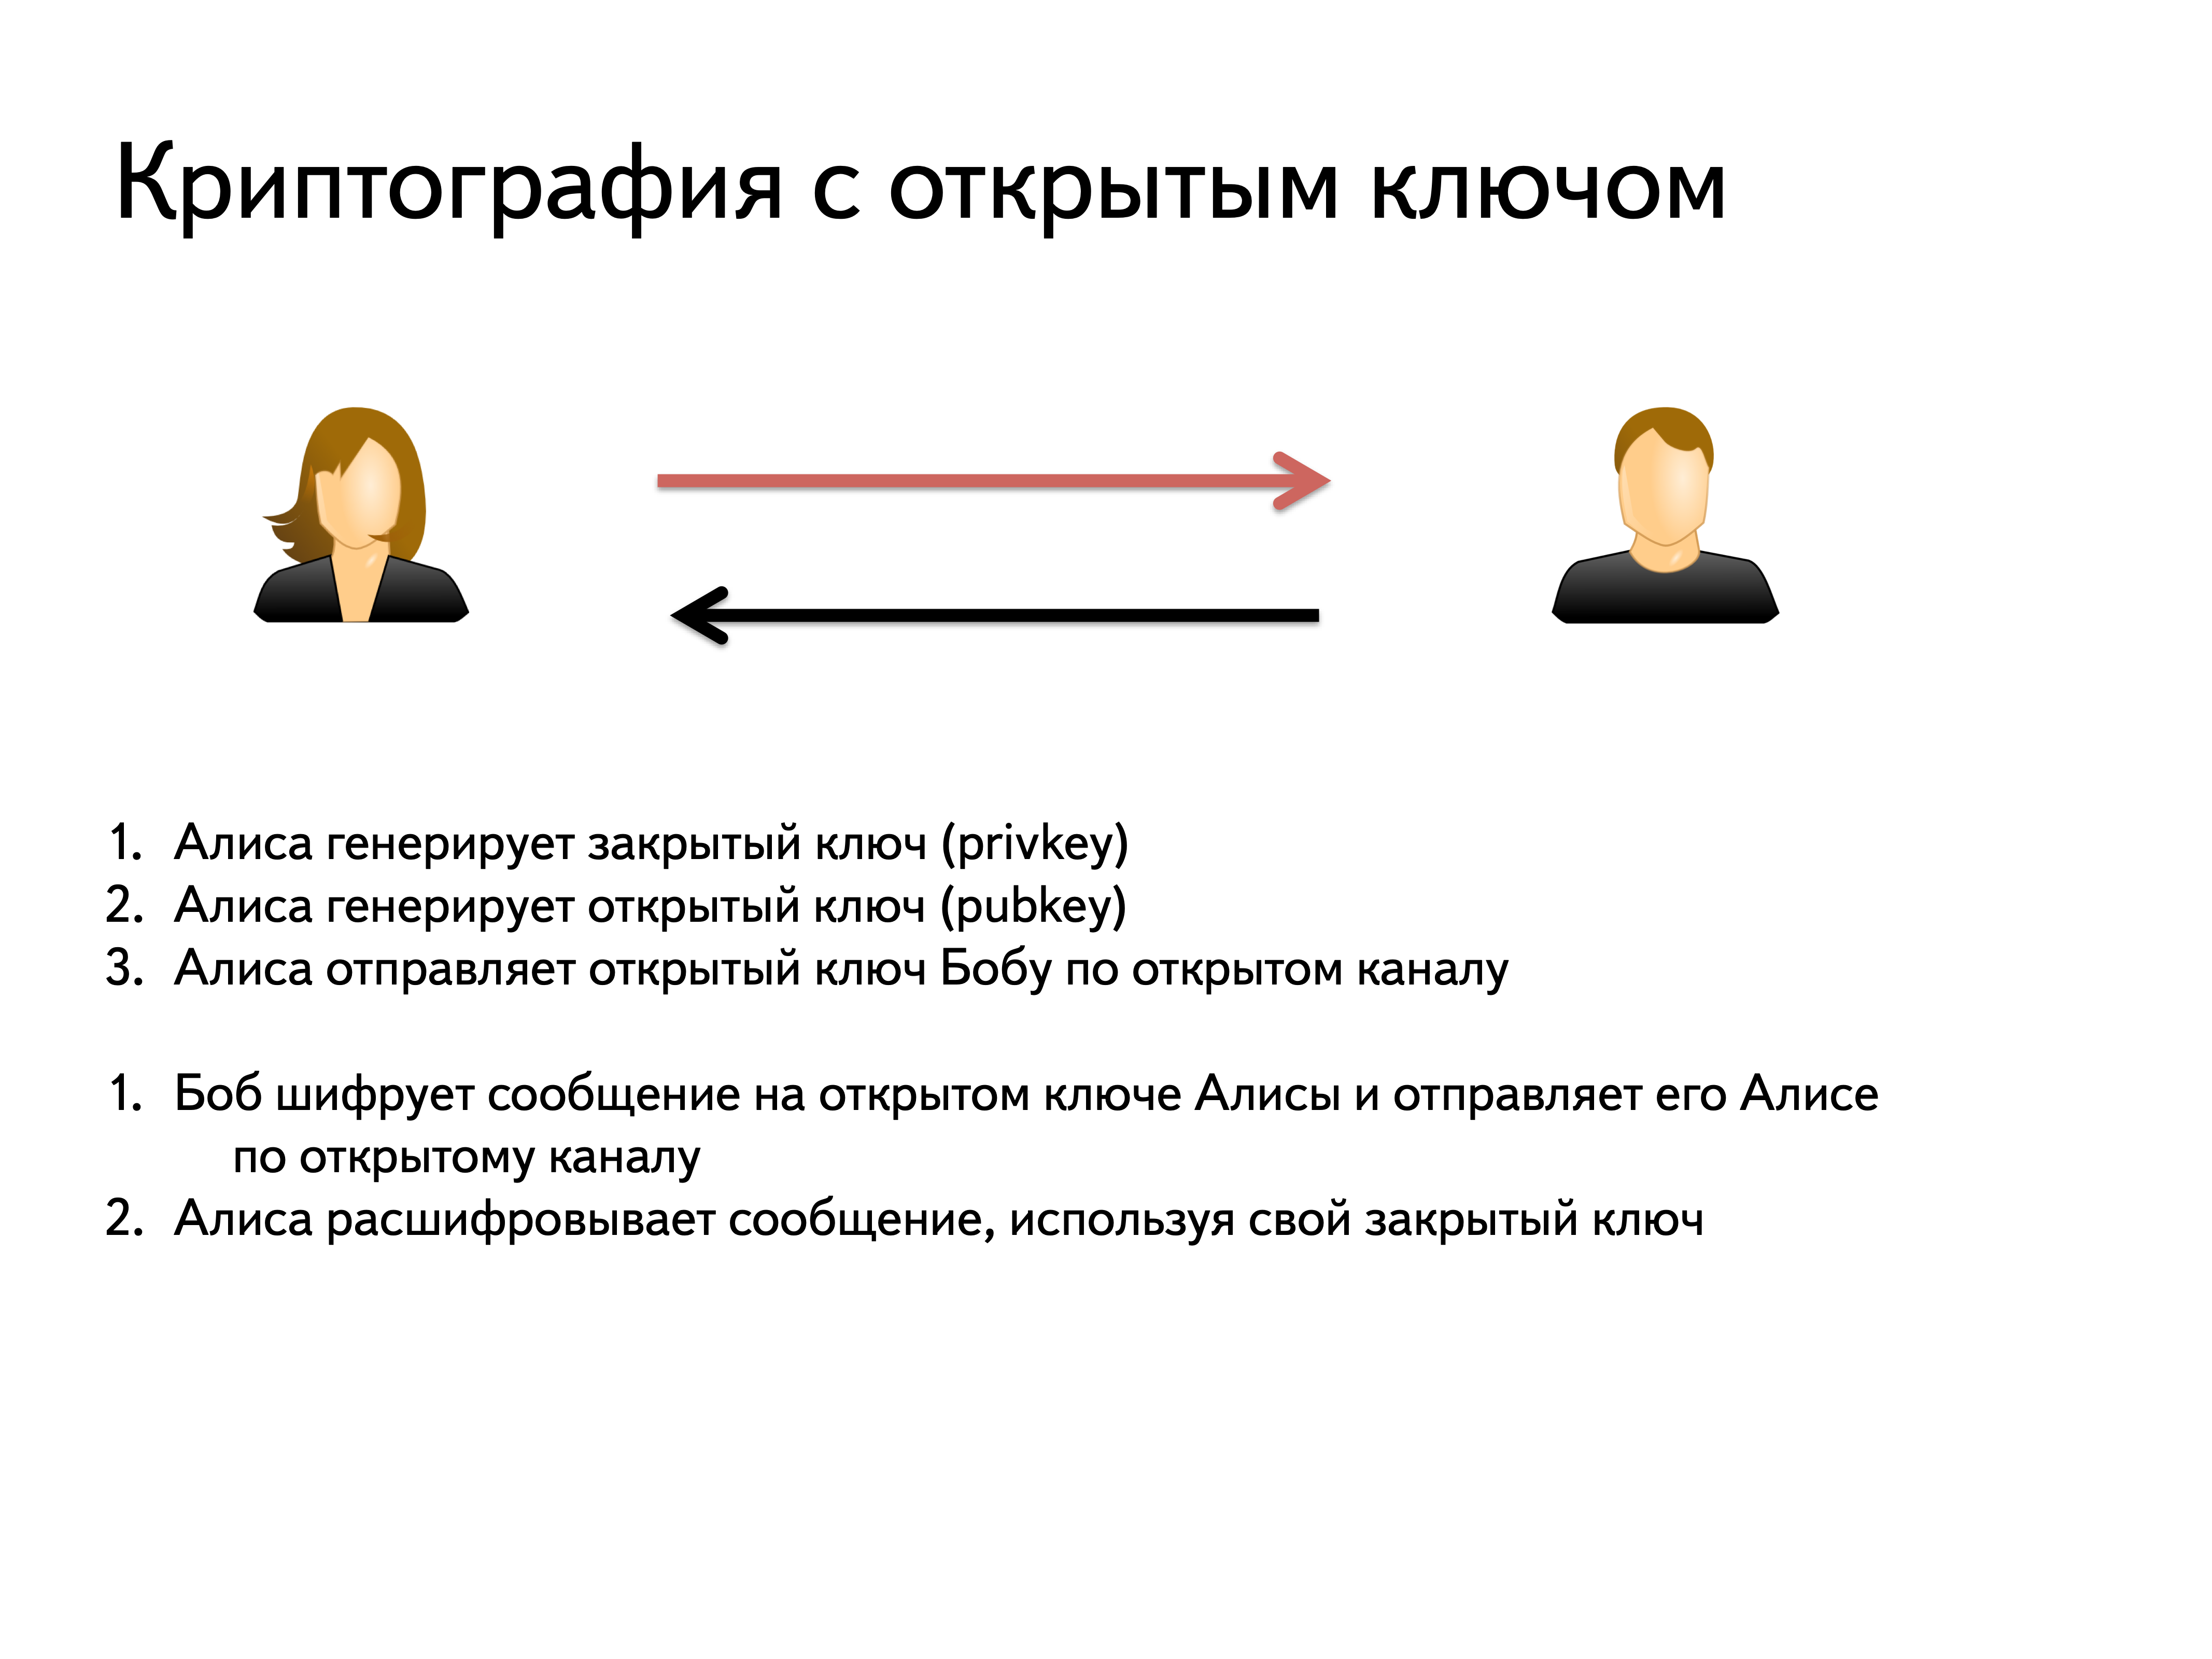 Криптография с открытым ключом
1. Алиса генерирует закрытый ключ (privkey)
2. Алиса генерирует открытый ключ (pubkey)
3. Алиса отправляет открытый ключ Бобу по открытом каналу
1. Боб шифрует сообщение на открытом ключе Алисы и отправляет его Алисе
по открытому каналу
2. Алиса расшифровывает сообщение, используя свой закрытый ключ